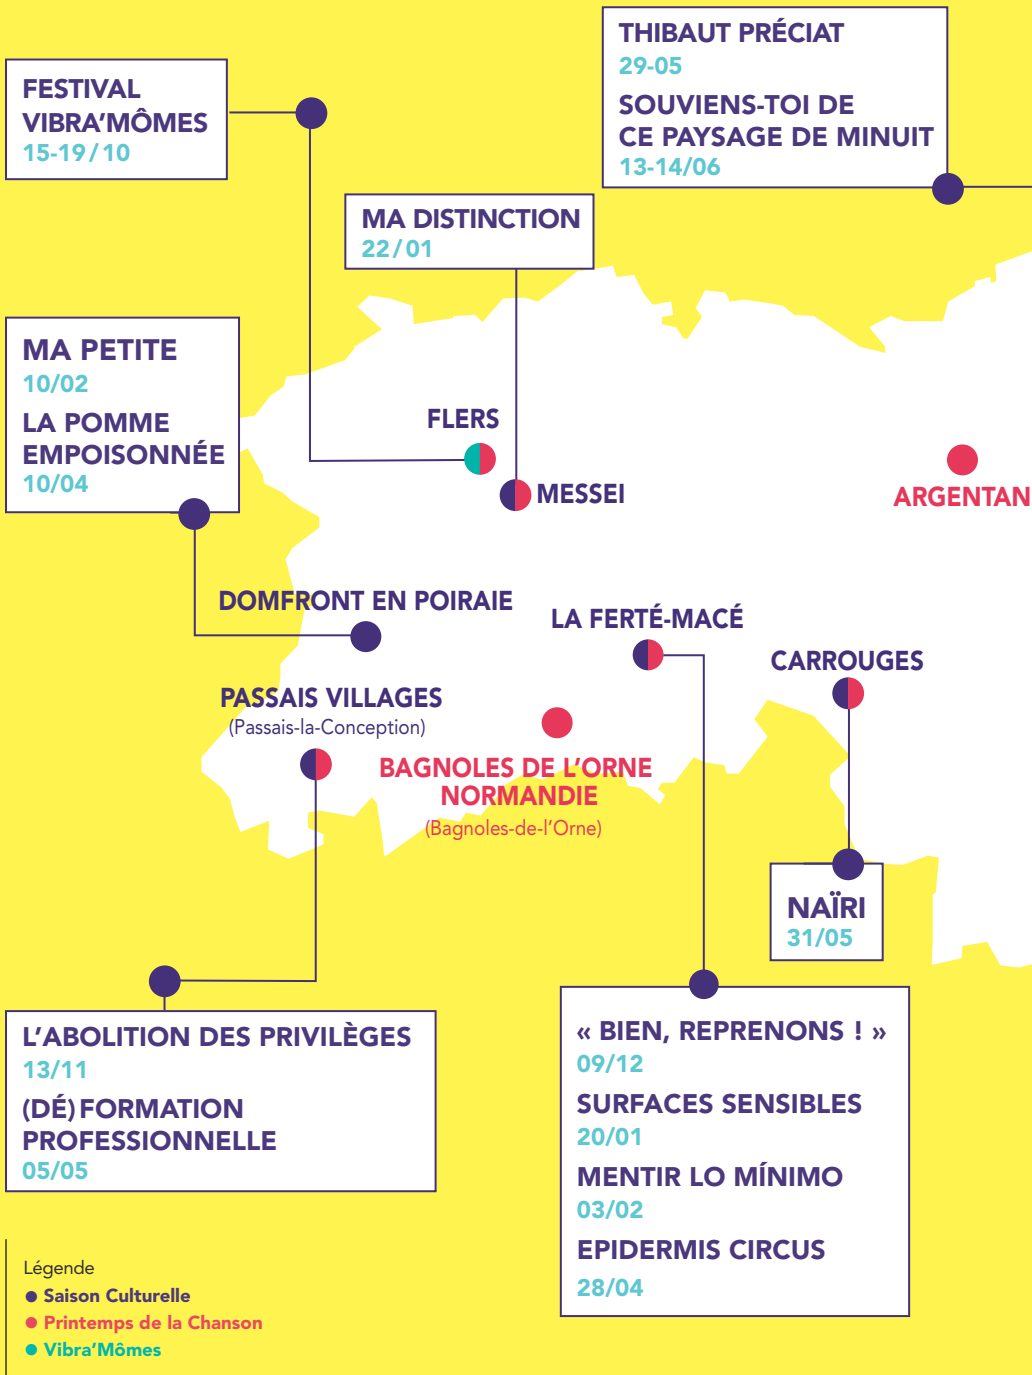 THIBAUT PRÉCIAT
29-05
SOUVIENS-TOI DE
CE PAYSAGE DE MINUIT
13-14/06
FESTIVAL
VIBRA'MÔMES
15-19/10
MA DISTINCTION
22/01
MA PETITE
10/02
LA POMME
EMPOISONNÉE
10/04
FLERS
MESSEI
ARGENTAN
DOMFRONT EN POIRAIE
LA FERTÉ-MACÉ
CARROUGES
PASSAIS VILLAGES
(Passais-la-Conception)
BAGNOLES DE L'ORNE
NORMANDIE
(Bagnoles-de-l'Orne)
NAÏRI
31/05
L'ABOLITION DES PRIVILÈGES
13/11
(DÉ)FORMATION
PROFESSIONNELLE
05/05
« BIEN, REPRENONS ! »
09/12
SURFACES SENSIBLES
20/01
MENTIR LO MÍNIMO
03/02
EPIDERMIS CIRCUS
28/04
Légende
Saison Culturelle
Printemps de la Chanson
Vibra'Mômes